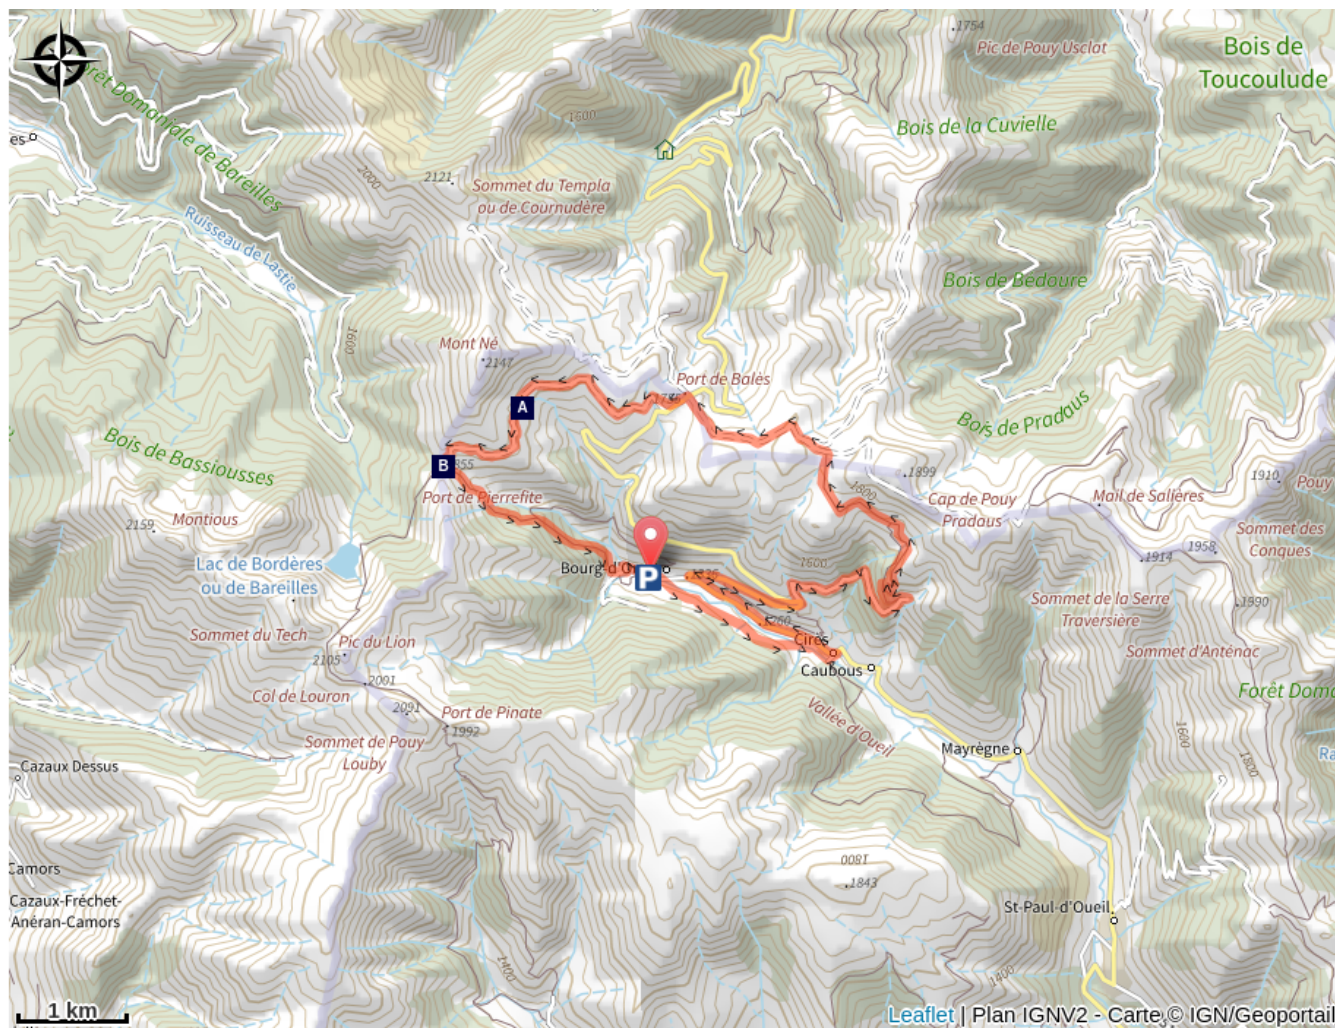 1754
Pic de Pouy Usclat
Bois de
Toucoulude
Forêt Domaniale de Bareilles
es
1600
Bois de la Cuvielle
2000
2121
Sommet du Templa
ou de Cournudère
Ruisseau de Lastie
Bois de Bedoure
1600
Mont Né
2147
Port de Balès
A
Bois de Pradaus
Bois de Bassiousses
B
1899
1910
Pouy
1800
Port de Pierrefite
Cap de Pouy
Pradaus
Mail de Salières
2159
Montious
Sommet des
Conques
1958
1914
Lac de Bordères
ou de Bareilles
Bourg-d'O
P
1600
1990
Sommet de la Serre
Traversière
1260
Sommet du Tech
Pic du Lion
Cires
Sommet d'Anténac
2105
Caubous
2001
Col de Louron
Forêt Domo
2091
Port de Pinate
1992
Vallée d'Oueil
1600
Sommet de Pouy
Louby
Mayrègne
1800
Cazaux Dessus
Camors
1800
1843
Cazaux-Fréchet-
Anéran-Camors
St-Paul-d'Oueil
1400
1400
1 km
Leaflet | Plan IGNV2 - Carte © IGN/Geoportail